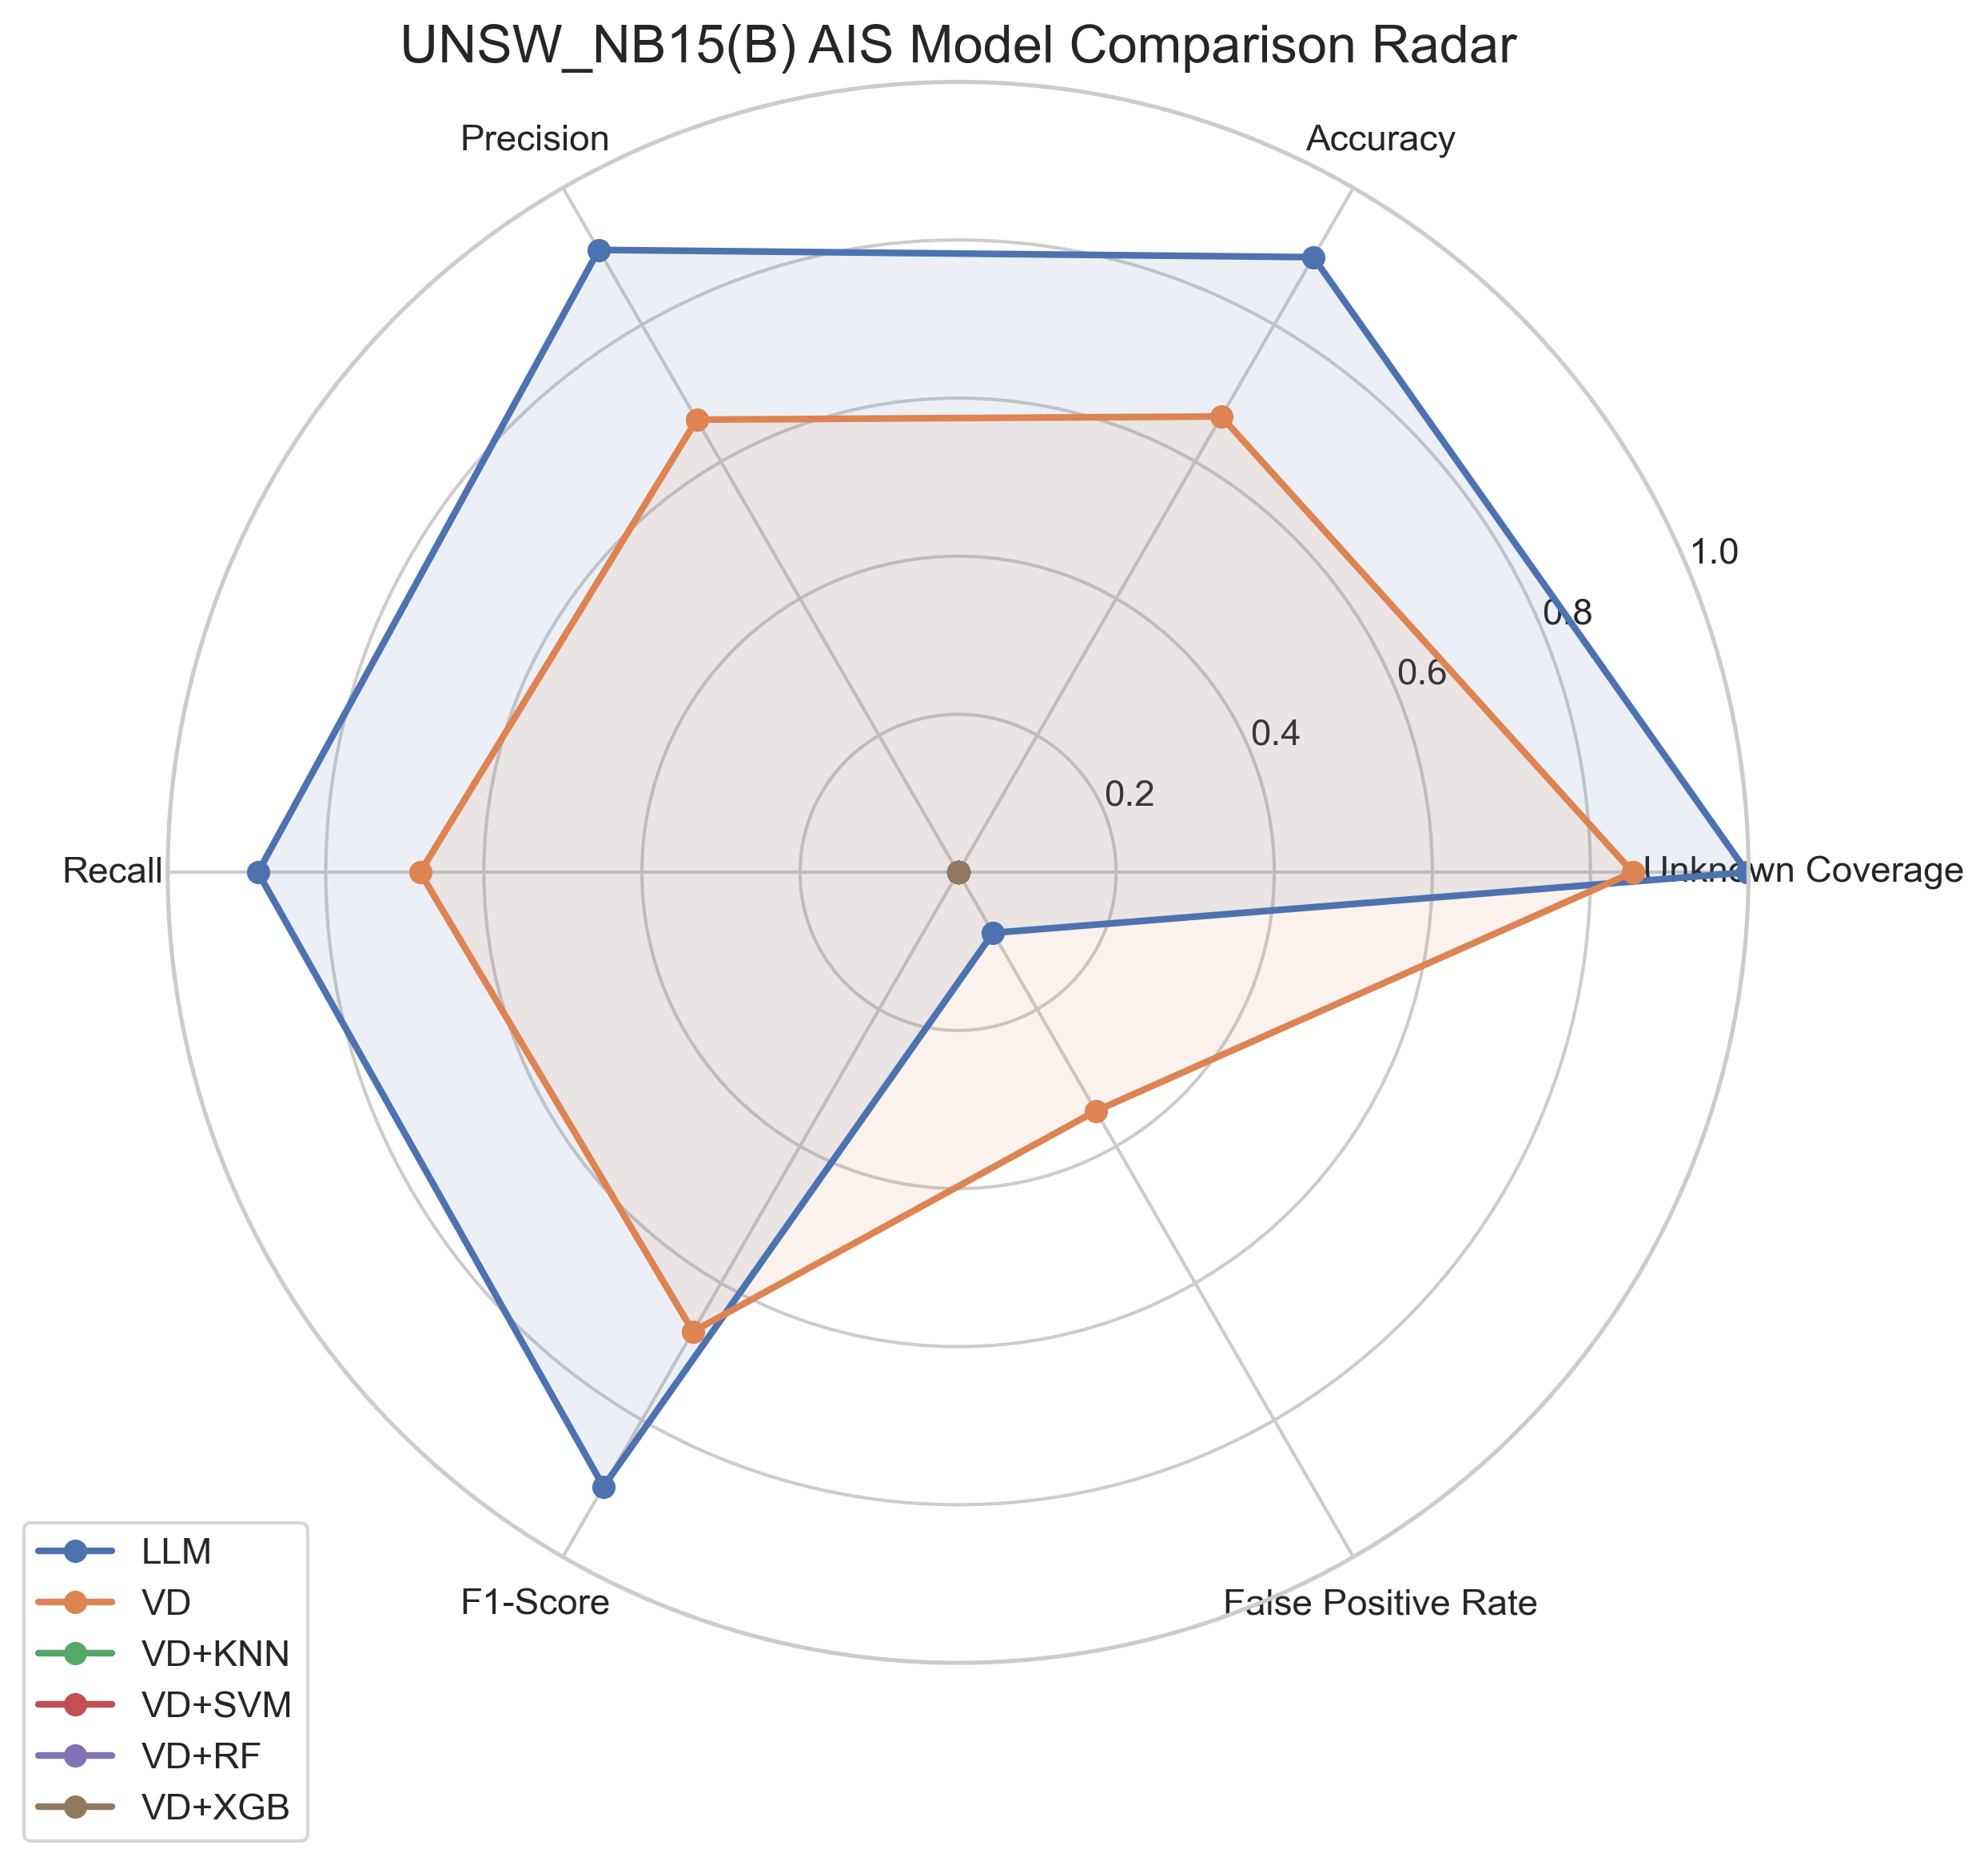 UNSW_NB15(B) AIS Model Comparison Radar
Precision
Accuracy
1.0
0.8
0.6
0.4
0.2
Recall
Unknown Coverage
F1-Score
False Positive Rate
LLM
VD
VD+KNN
VD+SVM
VD+RF
VD+XGB